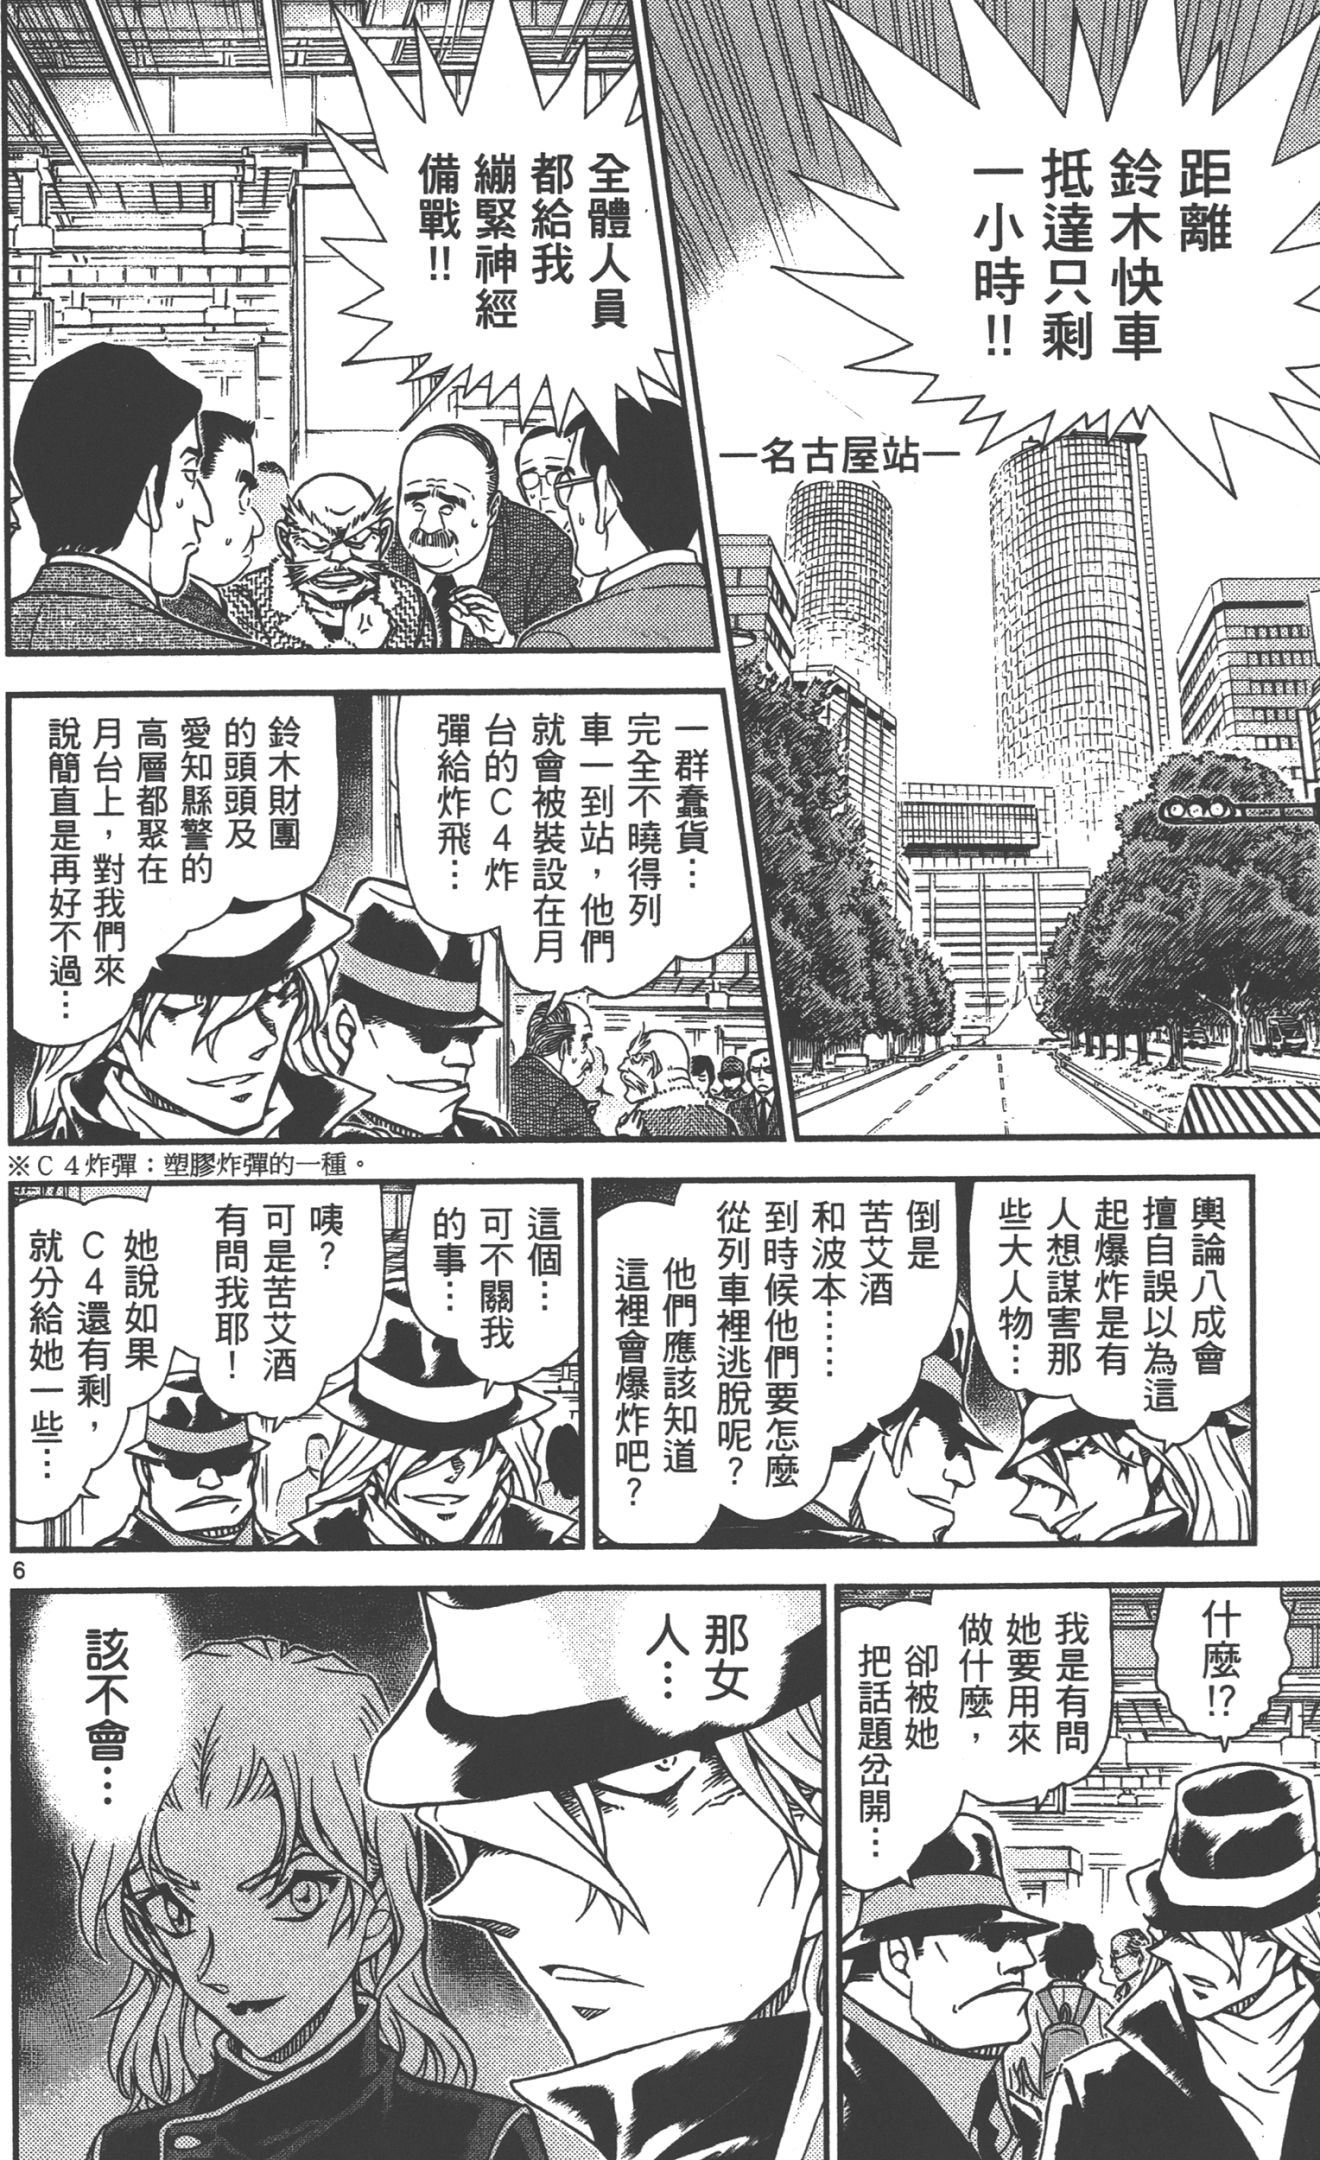 距離
鈴木快車
抵達只剩
一小時!!
—名古屋站—
全體人員
都給我
繃緊神經
備戰!!
一群蠢貨…
完全不曉得列
車一到站，他們
就會被裝設在月
台的C4炸
彈給炸飛…
鈴木財團
的頭頭及
愛知縣警的
高層都聚在
月台上，對我們來
說簡直是再好不過…
※C4炸彈：塑膠炸彈的一種。
輿論八成會
擅自誤以為這
起爆炸是有
人想謀害那
些大人物…
倒是
苦艾酒
和波本……
到時候他們要怎麼
從列車裡逃脫呢？
他們應該知道
這裡會爆炸吧？
這個…
可不關我
的事…
咦？
可是苦艾酒
有問我耶！
她說如果
C4還有剩，
就分給她一些…
6
什麼!?
我是有問
她要用來
做什麼，
卻被她
把話題岔開…
那女
人…
該不會…